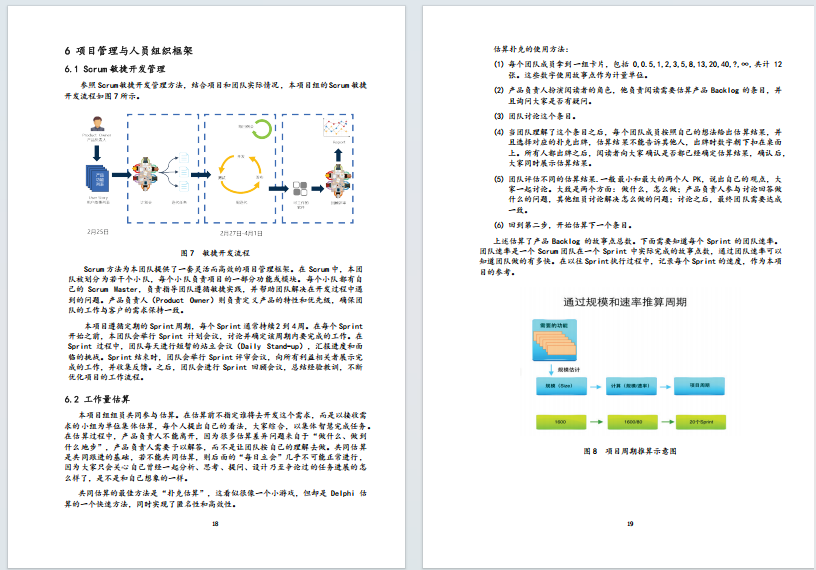 6 项目管理与人员组织框架
6.1 Scrum 敏捷开发管理
参照 Scrum 敏捷开发管理方法，结合项目和团队实际情况，本项目组的 Scrum 敏捷
开发流程如图 7 所示。
Product Owner
产品负责人
产品
功能
列表
2月25日
2月27日-4月1日
图 7 敏捷开发流程
Scrum 方法为本团队提供了一套灵活而高效的项目管理框架。在 Scrum 中，本团
队被划分为若干个小队，每个小队负责项目的一部分功能或模块。每个小队都有自
己的 Scrum Master，负责指导团队遵循敏捷实践，并帮助团队解决在开发过程中遇
到的问题。产品负责人（Product Owner）则负责定义产品的特性和优先级，确保团
队的工作与客户的需求保持一致。
本项目遵循定期的 Sprint 周期，每个 Sprint 通常持续 2 到 4 周。在每个 Sprint
开始之前，本团队会举行 Sprint 计划会议，讨论并确定该周期内要完成的工作。在
Sprint 过程中，团队每天进行短暂的站立会议（Daily Stand-up），汇报进度和面
临的挑战。Sprint 结束时，团队会举行 Sprint 评审会议，向所有利益相关者展示完
成的工作，并收集反馈。之后，团队会进行 Sprint 回顾会议，总结经验教训，不断
优化项目的工作流程。
6.2 工作量估算
本项目组组员共同参与估算。在估算前不指定谁将去开发这个需求，而是以接收需
求的小组为单位集体估算，每个人提出自己的看法，大家综合，以集体智慧完成任务。
在估算过程中，产品负责人不能离开，因为很多估算差异问题来自于“做什么、做到
什么地步”，产品负责人需要予以解答，而不是让团队按自己的理解去做。共同估算
是共同跟进的基础，若不能共同估算，则后面的“每日立会”几乎不可能正常进行，
因为大家只会关心自己曾经一起分析、思考、提问、设计乃至争论过的任务进展的怎
么样了，是不是和自己想象的一样。
共同估算的最佳方法是“扑克估算”，这看似很像一个小游戏，但却是 Delphi 估
算的一个快速方法，同时实现了匿名性和高效性。
18
估算扑克的使用方法：
(1) 每个团队成员拿到一组卡片，包括 0,0.5,1,2,3,5,8,13,20,40,?,∞,共计 12
张。这些数字使用故事点作为计量单位。
(2) 产品负责人扮演阅读者的角色，他负责阅读需要估算产品 Backlog 的条目，并
且询问大家是否有疑问。
(3) 团队讨论这个条目。
(4) 当团队理解了这个条目之后，每个团队成员按照自己的想法给出估算结果，并
且选择对应的扑克出牌，估算结果不能告诉其他人，出牌时数字朝下扣在桌面
上。所有人都出牌之后，阅读者向大家确认是否都已经确定估算结果，确认后，
大家同时展示估算结果。
(5) 团队评估不同的估算结果.一般最小和最大的两个人 PK，说出自己的观点，大
家一起讨论。大致是两个方面：做什么，怎么做；产品负责人参与讨论回答做
什么的问题，其他组员讨论解决怎么做的问题；讨论之后，最终团队需要达成
一致。
(6) 回到第二步，开始估算下一个条目。
上述估算了产品 Backlog 的故事点总数。下面需要知道每个 Sprint 的团队速率。
团队速率是一个 Scrum 团队在一个 Sprint 中实际完成的故事点数，通过团队速率可以
知道团队做的有多快。在以往 Sprint 执行过程中，记录每个 Sprint 的速度，作为本项
目的参考。
通过规模和速率推算周期
需要的功能
规模估计
规模（Size）
计算（规模/速率）
项目周期
1600
1600/80
20个Sprint
图 8 项目周期推算示意图
19